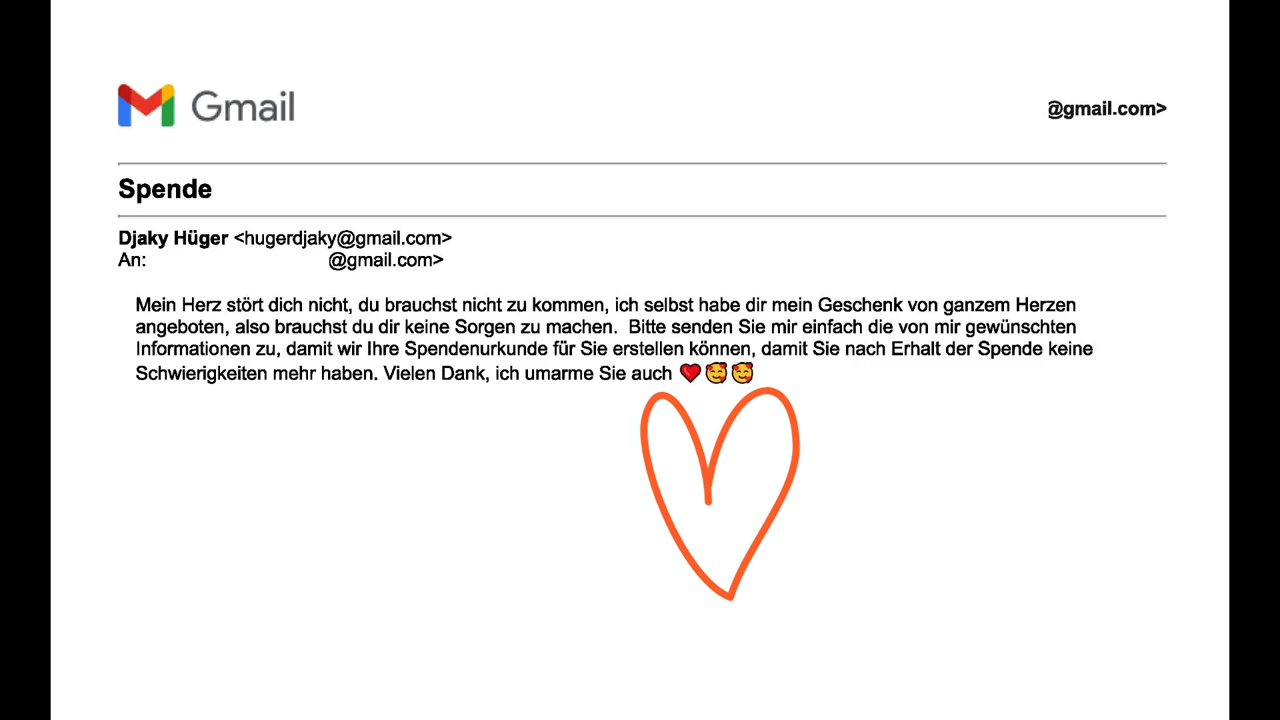 Gmail
@gmail.com>
Spende
Djaky Hüger <hugerdjaky@gmail.com>
An: @gmail.com>
Mein Herz stört dich nicht, du brauchst nicht zu kommen, ich selbst habe dir mein Geschenk von ganzem Herzen
angeboten, also brauchst du dir keine Sorgen zu machen. Bitte senden Sie mir einfach die von mir gewünschten
Informationen zu, damit wir Ihre Spendenurkunde für Sie erstellen können, damit Sie nach Erhalt der Spende keine
Schwierigkeiten mehr haben. Vielen Dank, ich umarme Sie auch ❤️🥰🥰